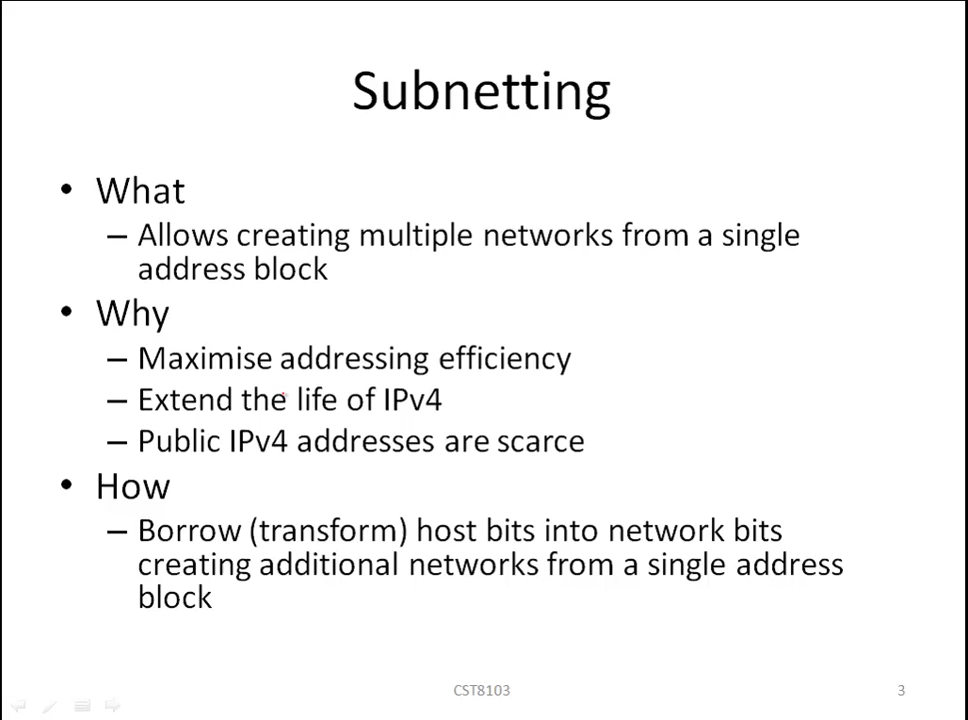 Subnetting
• What
– Allows creating multiple networks from a single
address block
• Why
– Maximise addressing efficiency
– Extend the life of IPv4
– Public IPv4 addresses are scarce
• How
– Borrow (transform) host bits into network bits
creating additional networks from a single address
block
CST8103
3